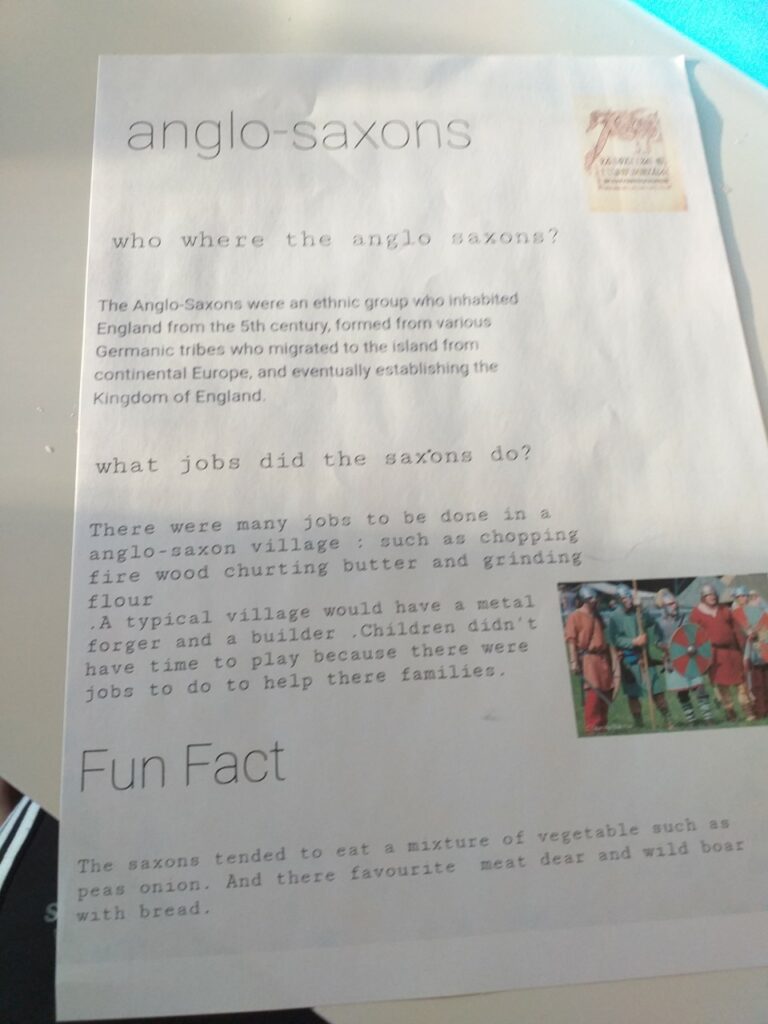 anglo-saxons
who where the anglo saxons?
The Anglo-Saxons were an ethnic group who inhabited
England from the 5th century, formed from various
Germanic tribes who migrated to the island from
continental Europe, and eventually establishing the
Kingdom of England.
what jobs did the saxons do?
There were many jobs to be done in a
anglo-saxon village : such as chopping
fire wood churting butter and grinding
flour
.A typical village would have a metal
forger and a builder .Children didn't
have time to play because there were
jobs to do to help there families.
Fun Fact
The saxons tended to eat a mixture of vegetable such as
peas onion. And there favourite meat dear and wild boar
with bread.